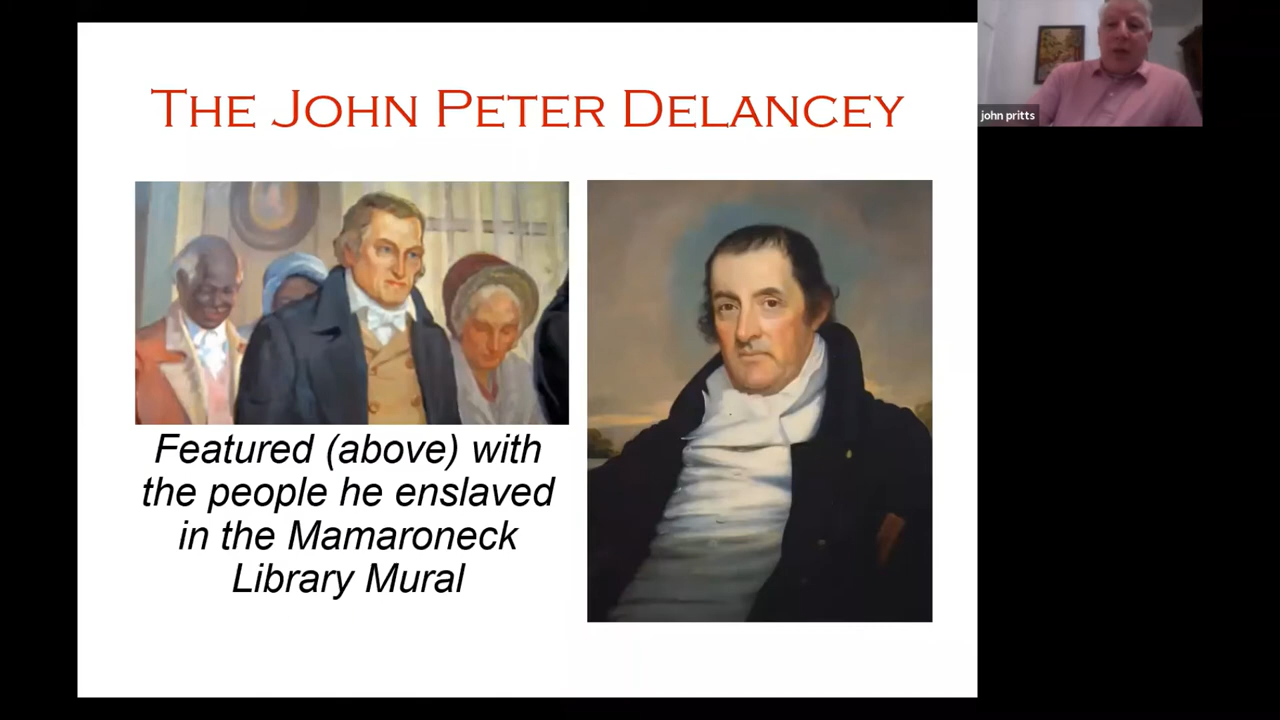 THE JOHN PETER DELANCEY
Featured (above) with
the people he enslaved
in the Mamaroneck
Library Mural
john pritts